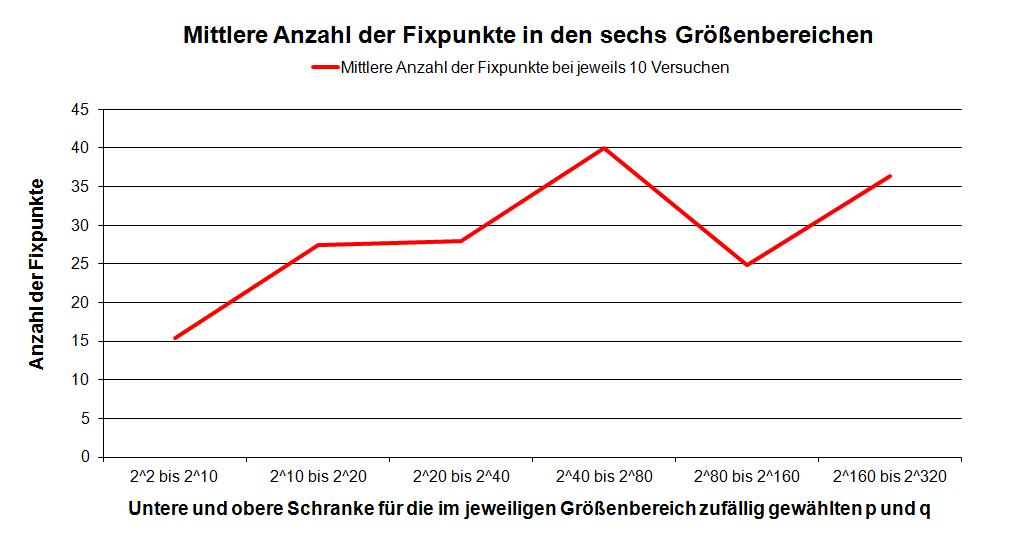 Mittlere Anzahl der Fixpunkte in den sechs Größenbereichen
Mittlere Anzahl der Fixpunkte bei jeweils 10 Versuchen
45
40
35
30
25
20
15
10
5
0
Anzahl der Fixpunkte
2^2 bis 2^10 2^10 bis 2^20 2^20 bis 2^40 2^40 bis 2^80 2^80 bis 2^160 2^160 bis 2^320
Untere und obere Schranke für die im jeweiligen Größenbereich zufällig gewählten p und q